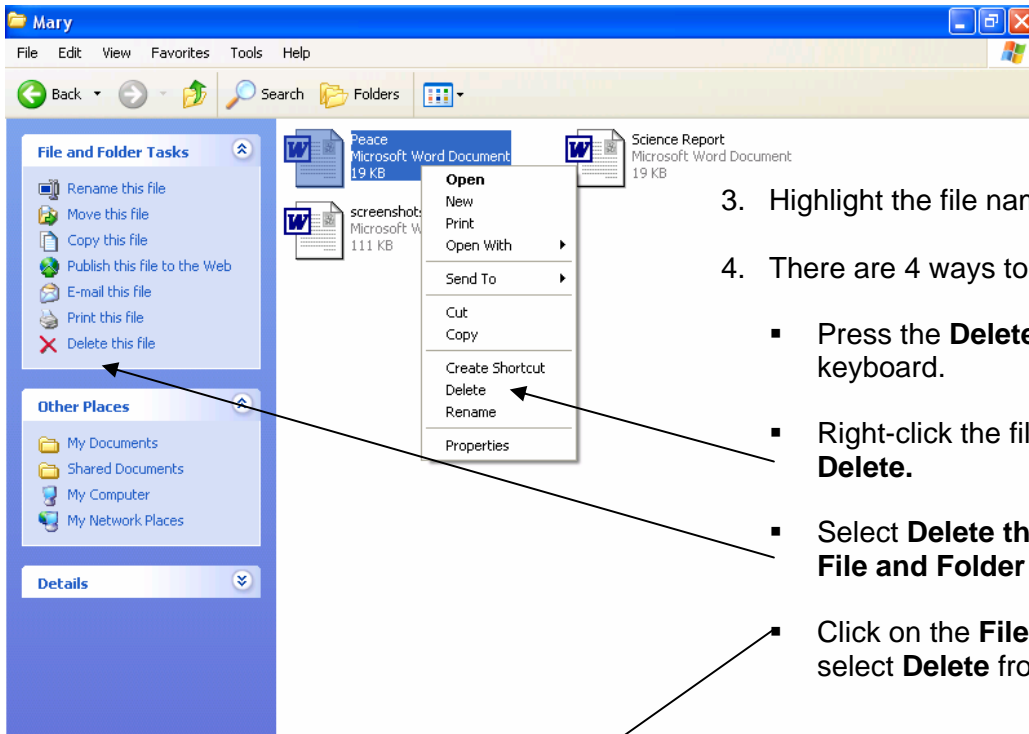 Mary
File Edit View Favorites Tools Help
Back Search Folders
File and Folder Tasks
Rename this file
Move this file
Copy this file
Publish this file to the Web
E-mail this file
Print this file
Delete this file
Other Places
My Documents
Shared Documents
My Computer
My Network Places
Details
Peace
Microsoft Word Document
19 KB
Science Report
Microsoft Word Document
19 KB
screenshots
Microsoft W
111 KB
Open
New
Print
Open With
Send To
Cut
Copy
Create Shortcut
Delete
Rename
Properties
3. Highlight the file nam
4. There are 4 ways to
▪ Press the Delete
keyboard.
▪ Right-click the fil
Delete.
▪ Select Delete th
File and Folder
▪ Click on the File
select Delete fro